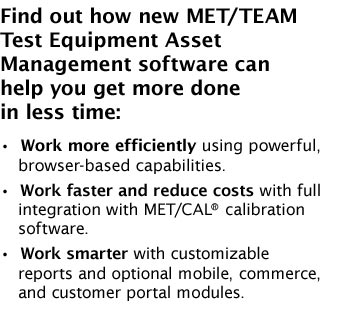 Find out how new MET/TEAM
Test Equipment Asset
Management software can
help you get more done
in less time:
• Work more efficiently using powerful,
browser-based capabilities.
• Work faster and reduce costs with full
integration with MET/CAL® calibration
software.
• Work smarter with customizable
reports and optional mobile, commerce,
and customer portal modules.